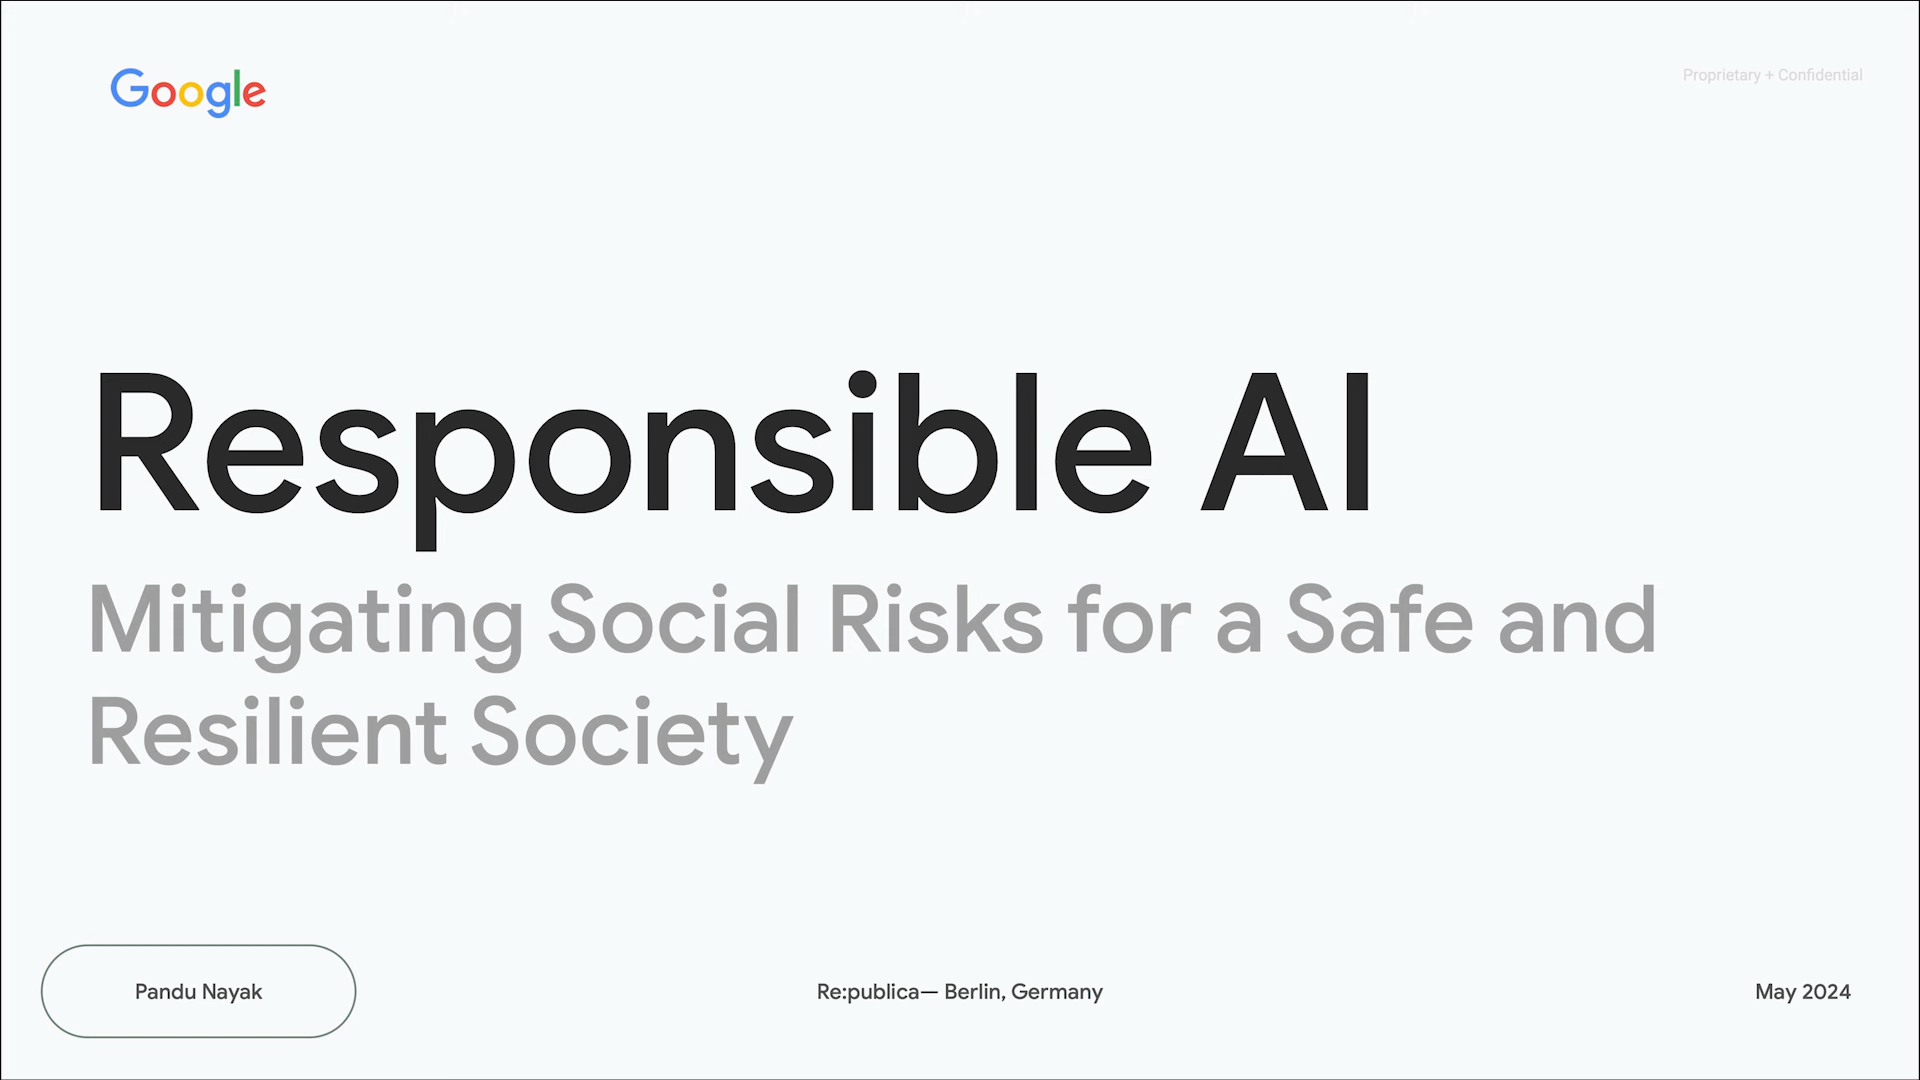 Google
Proprietary + Confidential
Responsible AI
Mitigating Social Risks for a Safe and
Resilient Society
Pandu Nayak
Re:publica— Berlin, Germany
May 2024